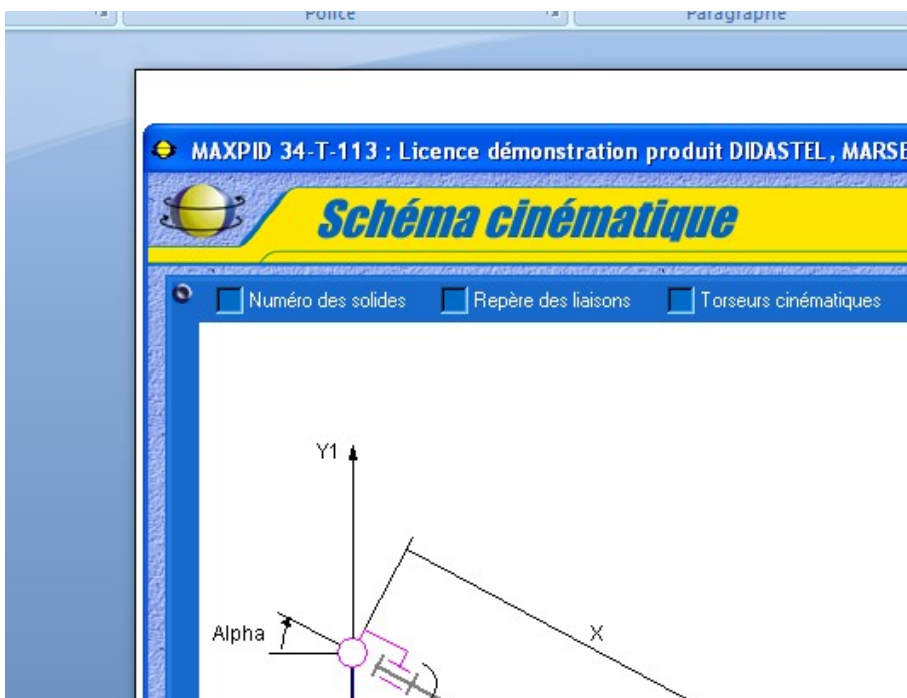 Police
Paragraphe
MAXPID 34-T-113 : Licence démonstration produit DIDASTEL, MARSE
Schéma cinématique
Numéro des solides
Repère des liaisons
Torseurs cinématiques
Y1
Alpha
X